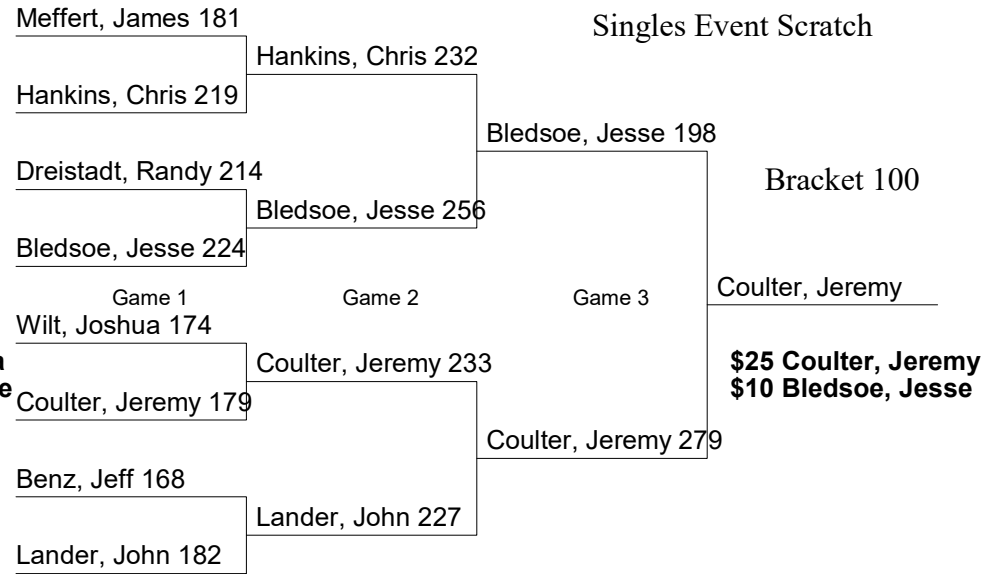 Meffert, James 181
Singles Event Scratch
Hankins, Chris 232
Hankins, Chris 219
Bledsoe, Jesse 198
Dreistadt, Randy 214
Bracket 100
Bledsoe, Jesse 256
Bledsoe, Jesse 224
Game 1
Game 2
Game 3
Coulter, Jeremy
Wilt, Joshua 174
Coulter, Jeremy 233
$25 Coulter, Jeremy
$10 Bledsoe, Jesse
Coulter, Jeremy 179
Coulter, Jeremy 279
Benz, Jeff 168
Lander, John 227
Lander, John 182